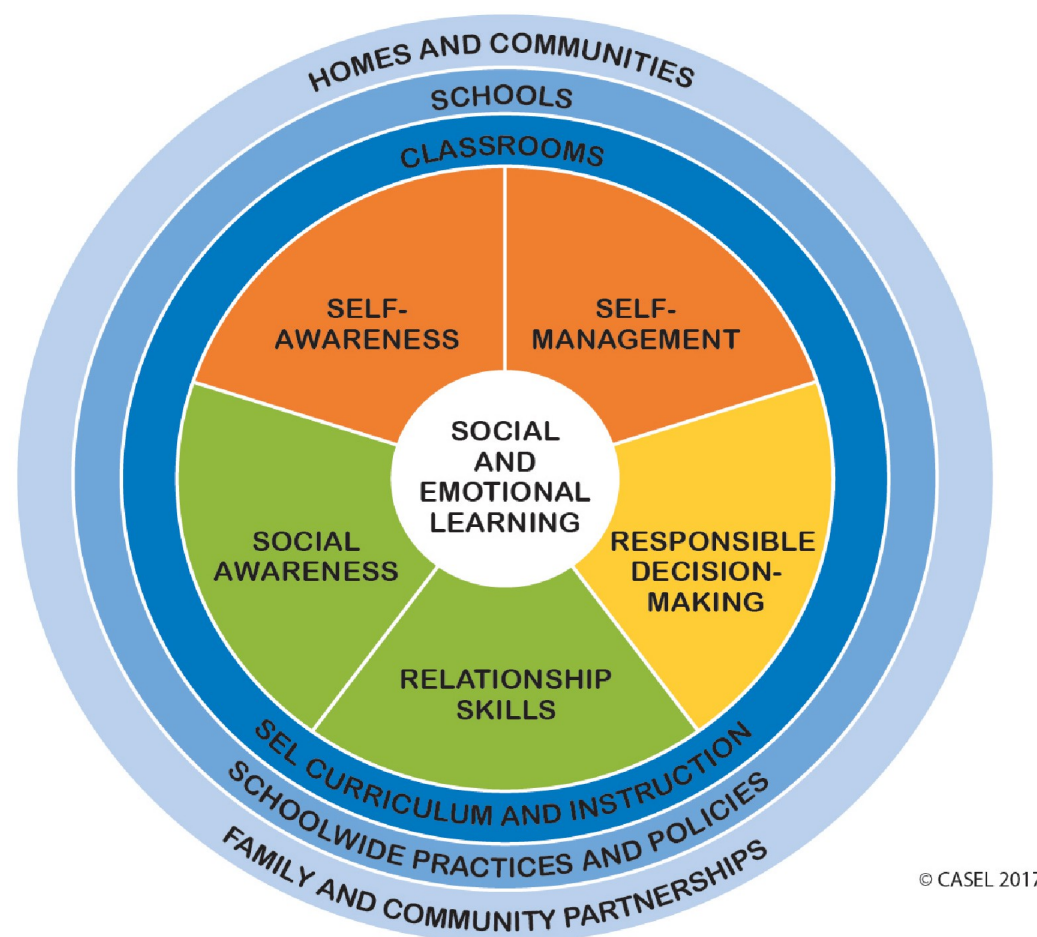 HOMES AND COMMUNITIES
SCHOOLS
CLASSROOMS
SELF-
AWARENESS
SELF-
MANAGEMENT
SOCIAL
AND
EMOTIONAL
LEARNING
SOCIAL
AWARENESS
RESPONSIBLE
DECISION-
MAKING
RELATIONSHIP
SKILLS
SEL CURRICULUM AND INSTRUCTION
SCHOOLWIDE PRACTICES AND POLICIES
FAMILY AND COMMUNITY PARTNERSHIPS
© CASEL 2017